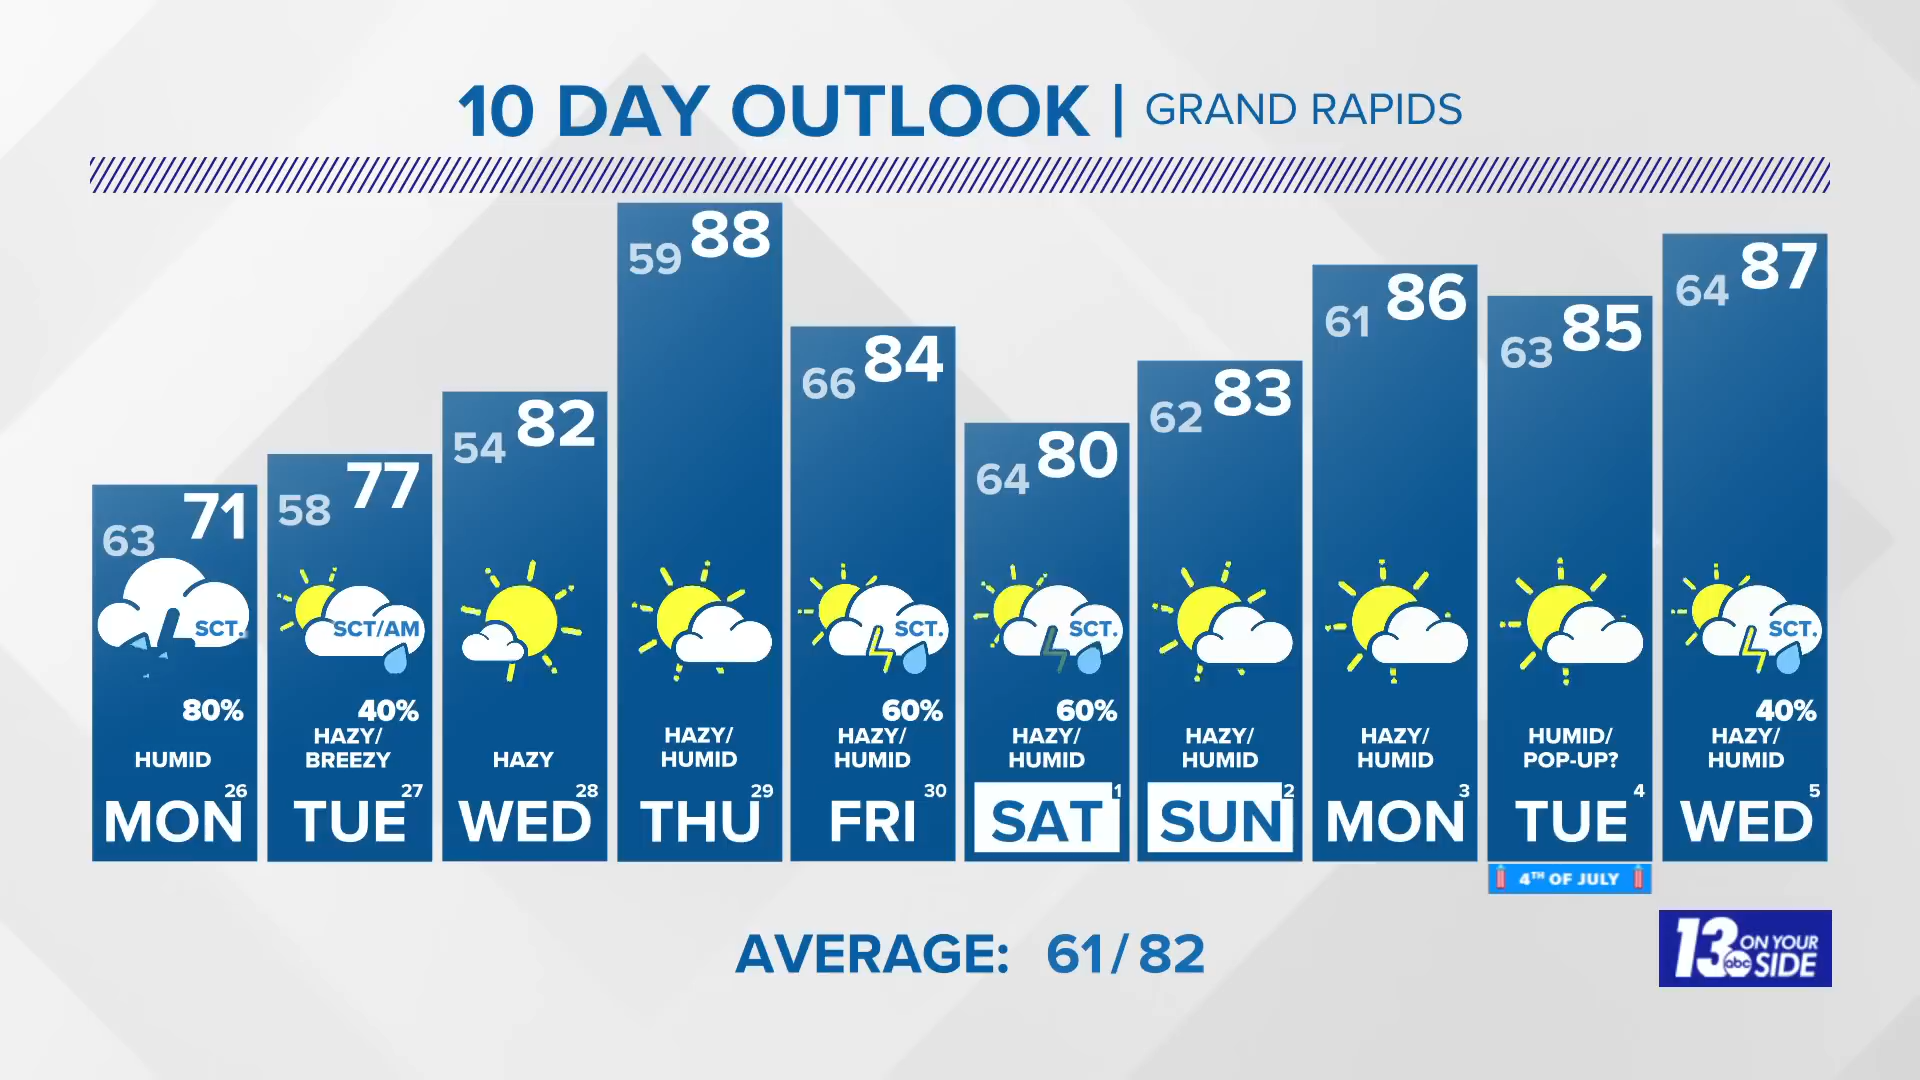 10 DAY OUTLOOK | GRAND RAPIDS
63 71
SCT.
80%
HUMID
MON 26
58 77
SCT/AM
40%
HAZY/
BREEZY
TUE 27
54 82
HAZY
WED 28
59 88
HAZY/
HUMID
THU 29
66 84
SCT.
60%
HAZY/
HUMID
FRI 30
64 80
SCT.
60%
HAZY/
HUMID
SAT 1
62 83
HAZY/
HUMID
SUN 2
61 86
HAZY/
HUMID
MON 3
63 85
HUMID/
POP-UP?
TUE 4
4TH OF JULY
64 87
SCT.
40%
HAZY/
HUMID
WED 5
AVERAGE: 61/82
13 ON YOUR
abc SIDE